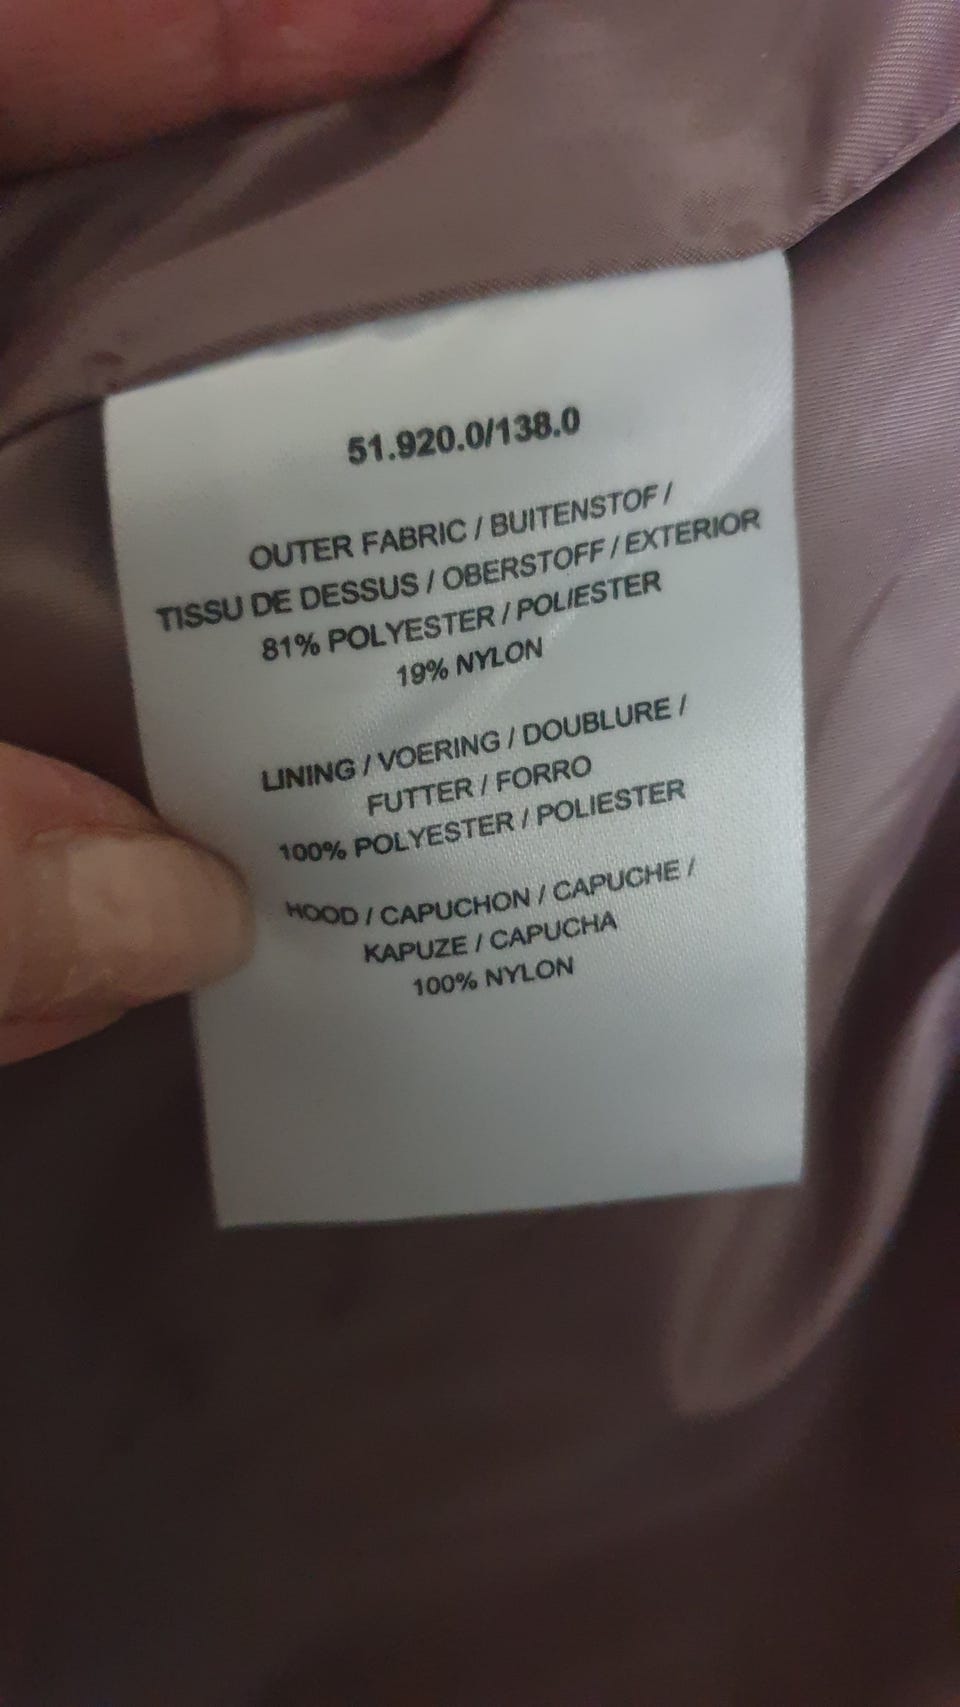 51.920.0/138.0
OUTER FABRIC / BUITENSTOF /
TISSU DE DESSUS / OBERSTOFF / EXTERIOR
81% POLYESTER / POLIESTER
19% NYLON
LINING / VOERING / DOUBLURE /
FUTTER / FORRO
100% POLYESTER / POLIESTER
HOOD / CAPUCHON / CAPUCHE /
KAPUZE / CAPUCHA
100% NYLON